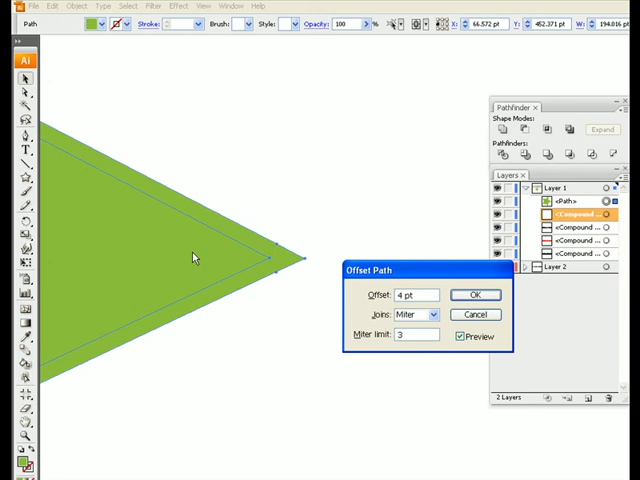 File Edit Object Type Select Filter Effect View Window Help
Path Stroke: Brush: Style: Opacity: 100 % X: 66.572 pt Y: 452.371 pt W: 194.016 pt
Ai
Pathfinder ×
Shape Modes:
Expand
Pathfinders:
Layers ×
Layer 1
<Path>
<Compound ...
<Compound ...
<Compound ...
<Compound ...
Layer 2
2 Layers
Offset Path
Offset: 4 pt OK
Joins: Miter Cancel
Miter limit: 3 Preview